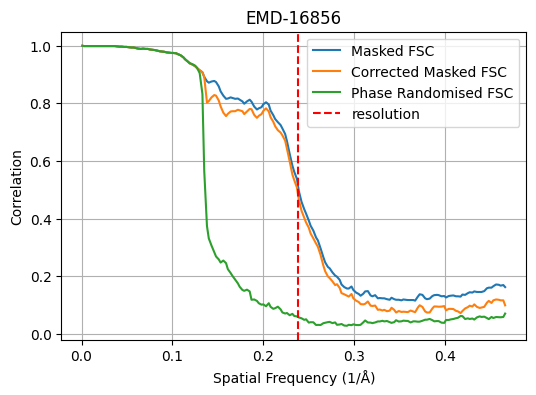 EMD-16856
Masked FSC
Corrected Masked FSC
Phase Randomised FSC
resolution
1.0
0.8
0.6
0.4
0.2
0.0
Correlation
0.0 0.1 0.2 0.3 0.4
Spatial Frequency (1/Å)